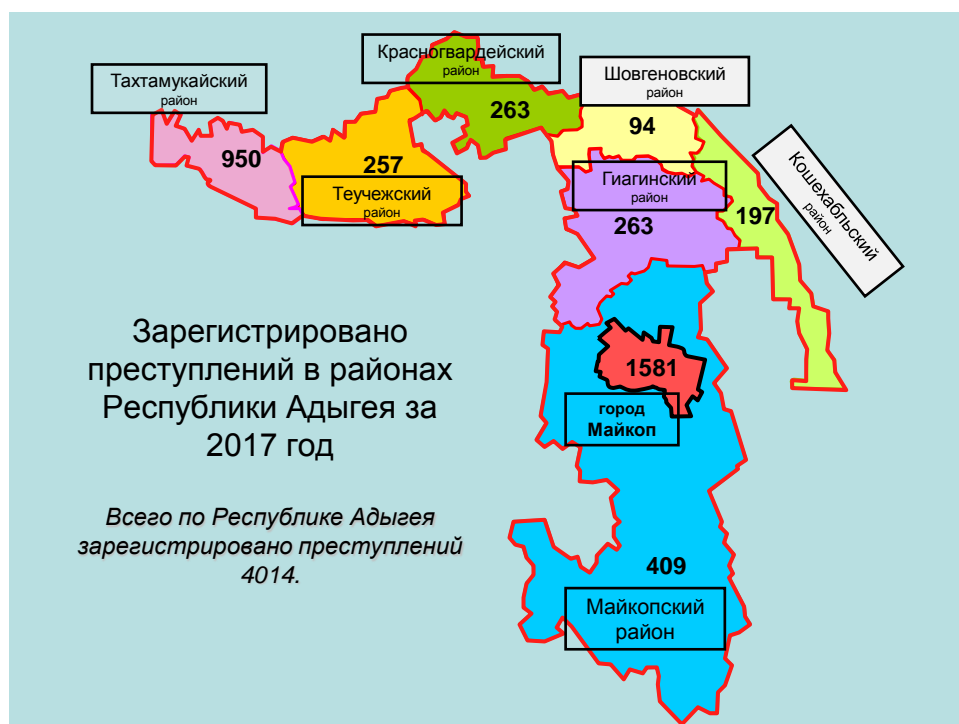 Красногвардейский
район
Тахтамукайский
район
Шовгеновский
район
263
94
950
257
Теучежский
район
Гиагинский
район
263
197
Кошехабльский
район
Зарегистрировано
преступлений в районах
Республики Адыгея за
2017 год
1581
город
Майкоп
Всего по Республике Адыгея
зарегистрировано преступлений
4014.
409
Майкопский
район